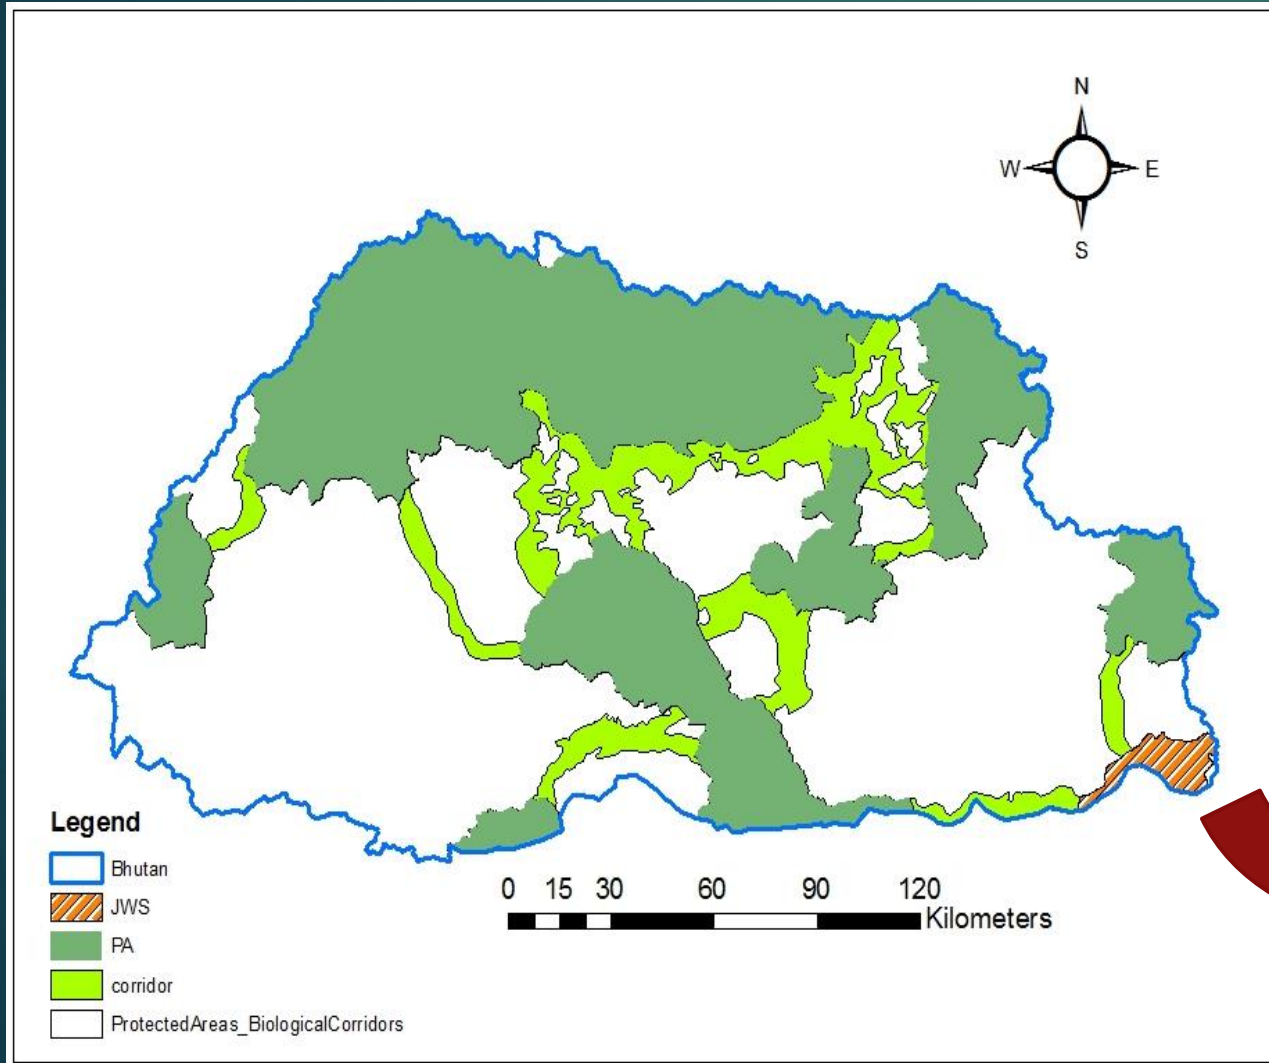 N
W E
S
Legend
Bhutan
JWS
PA
corridor
ProtectedAreas_BiologicalCorridors
0 15 30 60 90 120
Kilometers